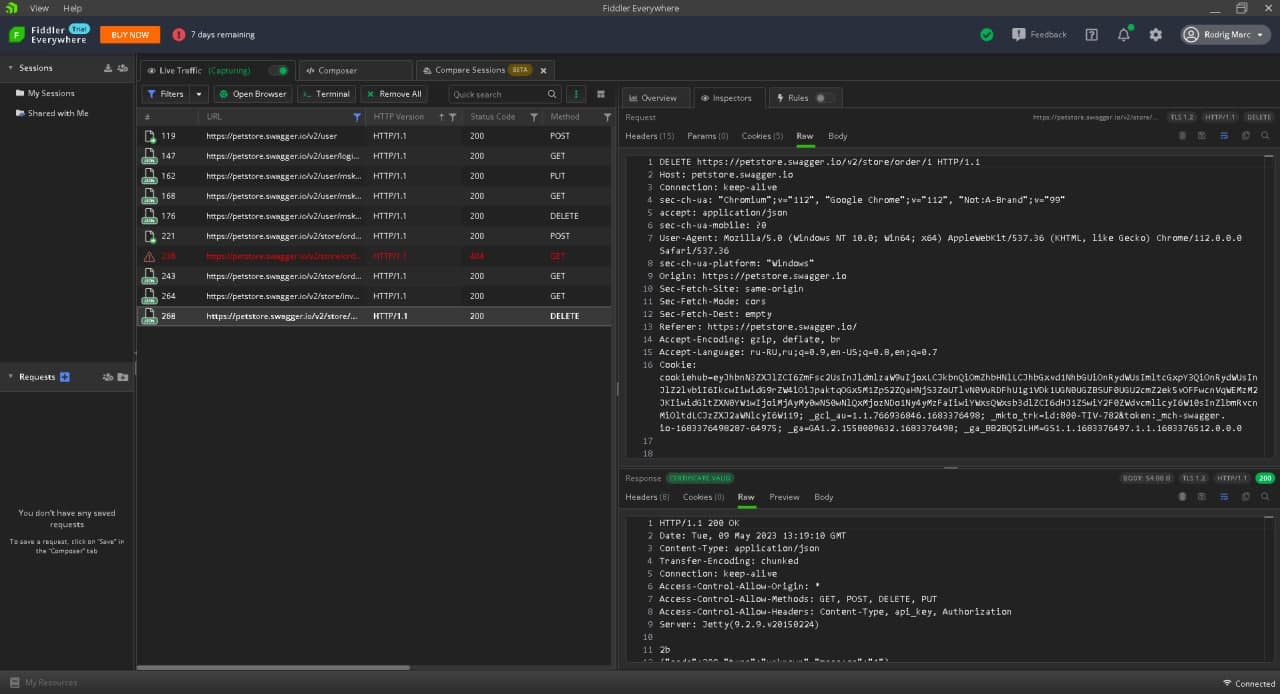 View Help Fiddler Everywhere
Fiddler Trial
Everywhere
BUY NOW
7 days remaining
Feedback
Rodrig Marc
Sessions
My Sessions
Shared with Me
Live Traffic (Capturing)
Composer
Compare Sessions BETA
Filters
Open Browser
Terminal
Remove All
Quick search
# URL HTTP Version Status Code Method
119 https://petstore.swagger.io/v2/user HTTP/1.1 200 POST
147 https://petstore.swagger.io/v2/user/logi... HTTP/1.1 200 GET
162 https://petstore.swagger.io/v2/user/msk... HTTP/1.1 200 PUT
168 https://petstore.swagger.io/v2/user/msk... HTTP/1.1 200 GET
176 https://petstore.swagger.io/v2/user/msk... HTTP/1.1 200 DELETE
221 https://petstore.swagger.io/v2/store/ord... HTTP/1.1 200 POST
https://petstore.swagger.io/v2/store/ord... HTTP/1.1 404 GET
243 https://petstore.swagger.io/v2/store/ord... HTTP/1.1 200 GET
264 https://petstore.swagger.io/v2/store/inv... HTTP/1.1 200 GET
268 https://petstore.swagger.io/v2/store/... HTTP/1.1 200 DELETE
Requests
You don't have any saved
requests
To save a request, click on "Save" in
the "Composer" tab
Overview
Inspectors
Rules
Request https://petstore.swagger.io/v2/store/... TLS 1.2 HTTP/1.1 DELETE
Headers (15) Params (0) Cookies (5) Raw Body
1 DELETE https://petstore.swagger.io/v2/store/order/1 HTTP/1.1
2 Host: petstore.swagger.io
3 Connection: keep-alive
4 sec-ch-ua: "Chromium";v="112", "Google Chrome";v="112", "Not:A-Brand";v="99"
5 accept: application/json
6 sec-ch-ua-mobile: ?0
7 User-Agent: Mozilla/5.0 (Windows NT 10.0; Win64; x64) AppleWebKit/537.36 (KHTML, like Gecko) Chrome/112.0.0.0
Safari/537.36
8 sec-ch-ua-platform: "Windows"
9 Origin: https://petstore.swagger.io
10 Sec-Fetch-Site: same-origin
11 Sec-Fetch-Mode: cors
12 Sec-Fetch-Dest: empty
13 Referer: https://petstore.swagger.io/
14 Accept-Encoding: gzip, deflate, br
15 Accept-Language: ru-RU,ru;q=0.9,en-US;q=0.8,en;q=0.7
16 Cookie:
_gcl_au=1.1.766936846.1683376498; _mkto_trk=id:800-TIV-782&token:_mch-swagger.
io-1683376498287-64975; _ga=GA1.2.1558009632.1683376498; _ga_BB2BQS2LHM=GS1.1.1683376497.1.1.1683376512.0.0.0
17
18
Response CERTIFICATE VALID BODY: 54.00 B TLS 1.2 HTTP/1.1 200
Headers (8) Cookies (0) Raw Preview Body
1 HTTP/1.1 200 OK
2 Date: Tue, 09 May 2023 13:19:10 GMT
3 Content-Type: application/json
4 Transfer-Encoding: chunked
5 Connection: keep-alive
6 Access-Control-Allow-Origin: *
7 Access-Control-Allow-Methods: GET, POST, DELETE, PUT
8 Access-Control-Allow-Headers: Content-Type, api_key, Authorization
9 Server: Jetty(9.2.9.v20150224)
10
11 2b
My Resources
Connected